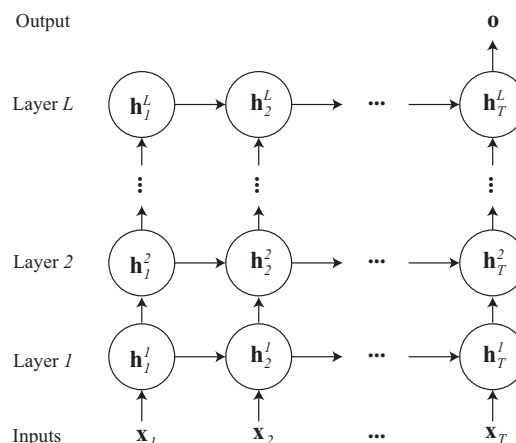 Output o
Layer L h_1^L h_2^L ... h_T^L
... ... ...
Layer 2 h_1^2 h_2^2 ... h_T^2
Layer 1 h_1^1 h_2^1 ... h_T^1
Inputs x_1 x_2 ... x_T